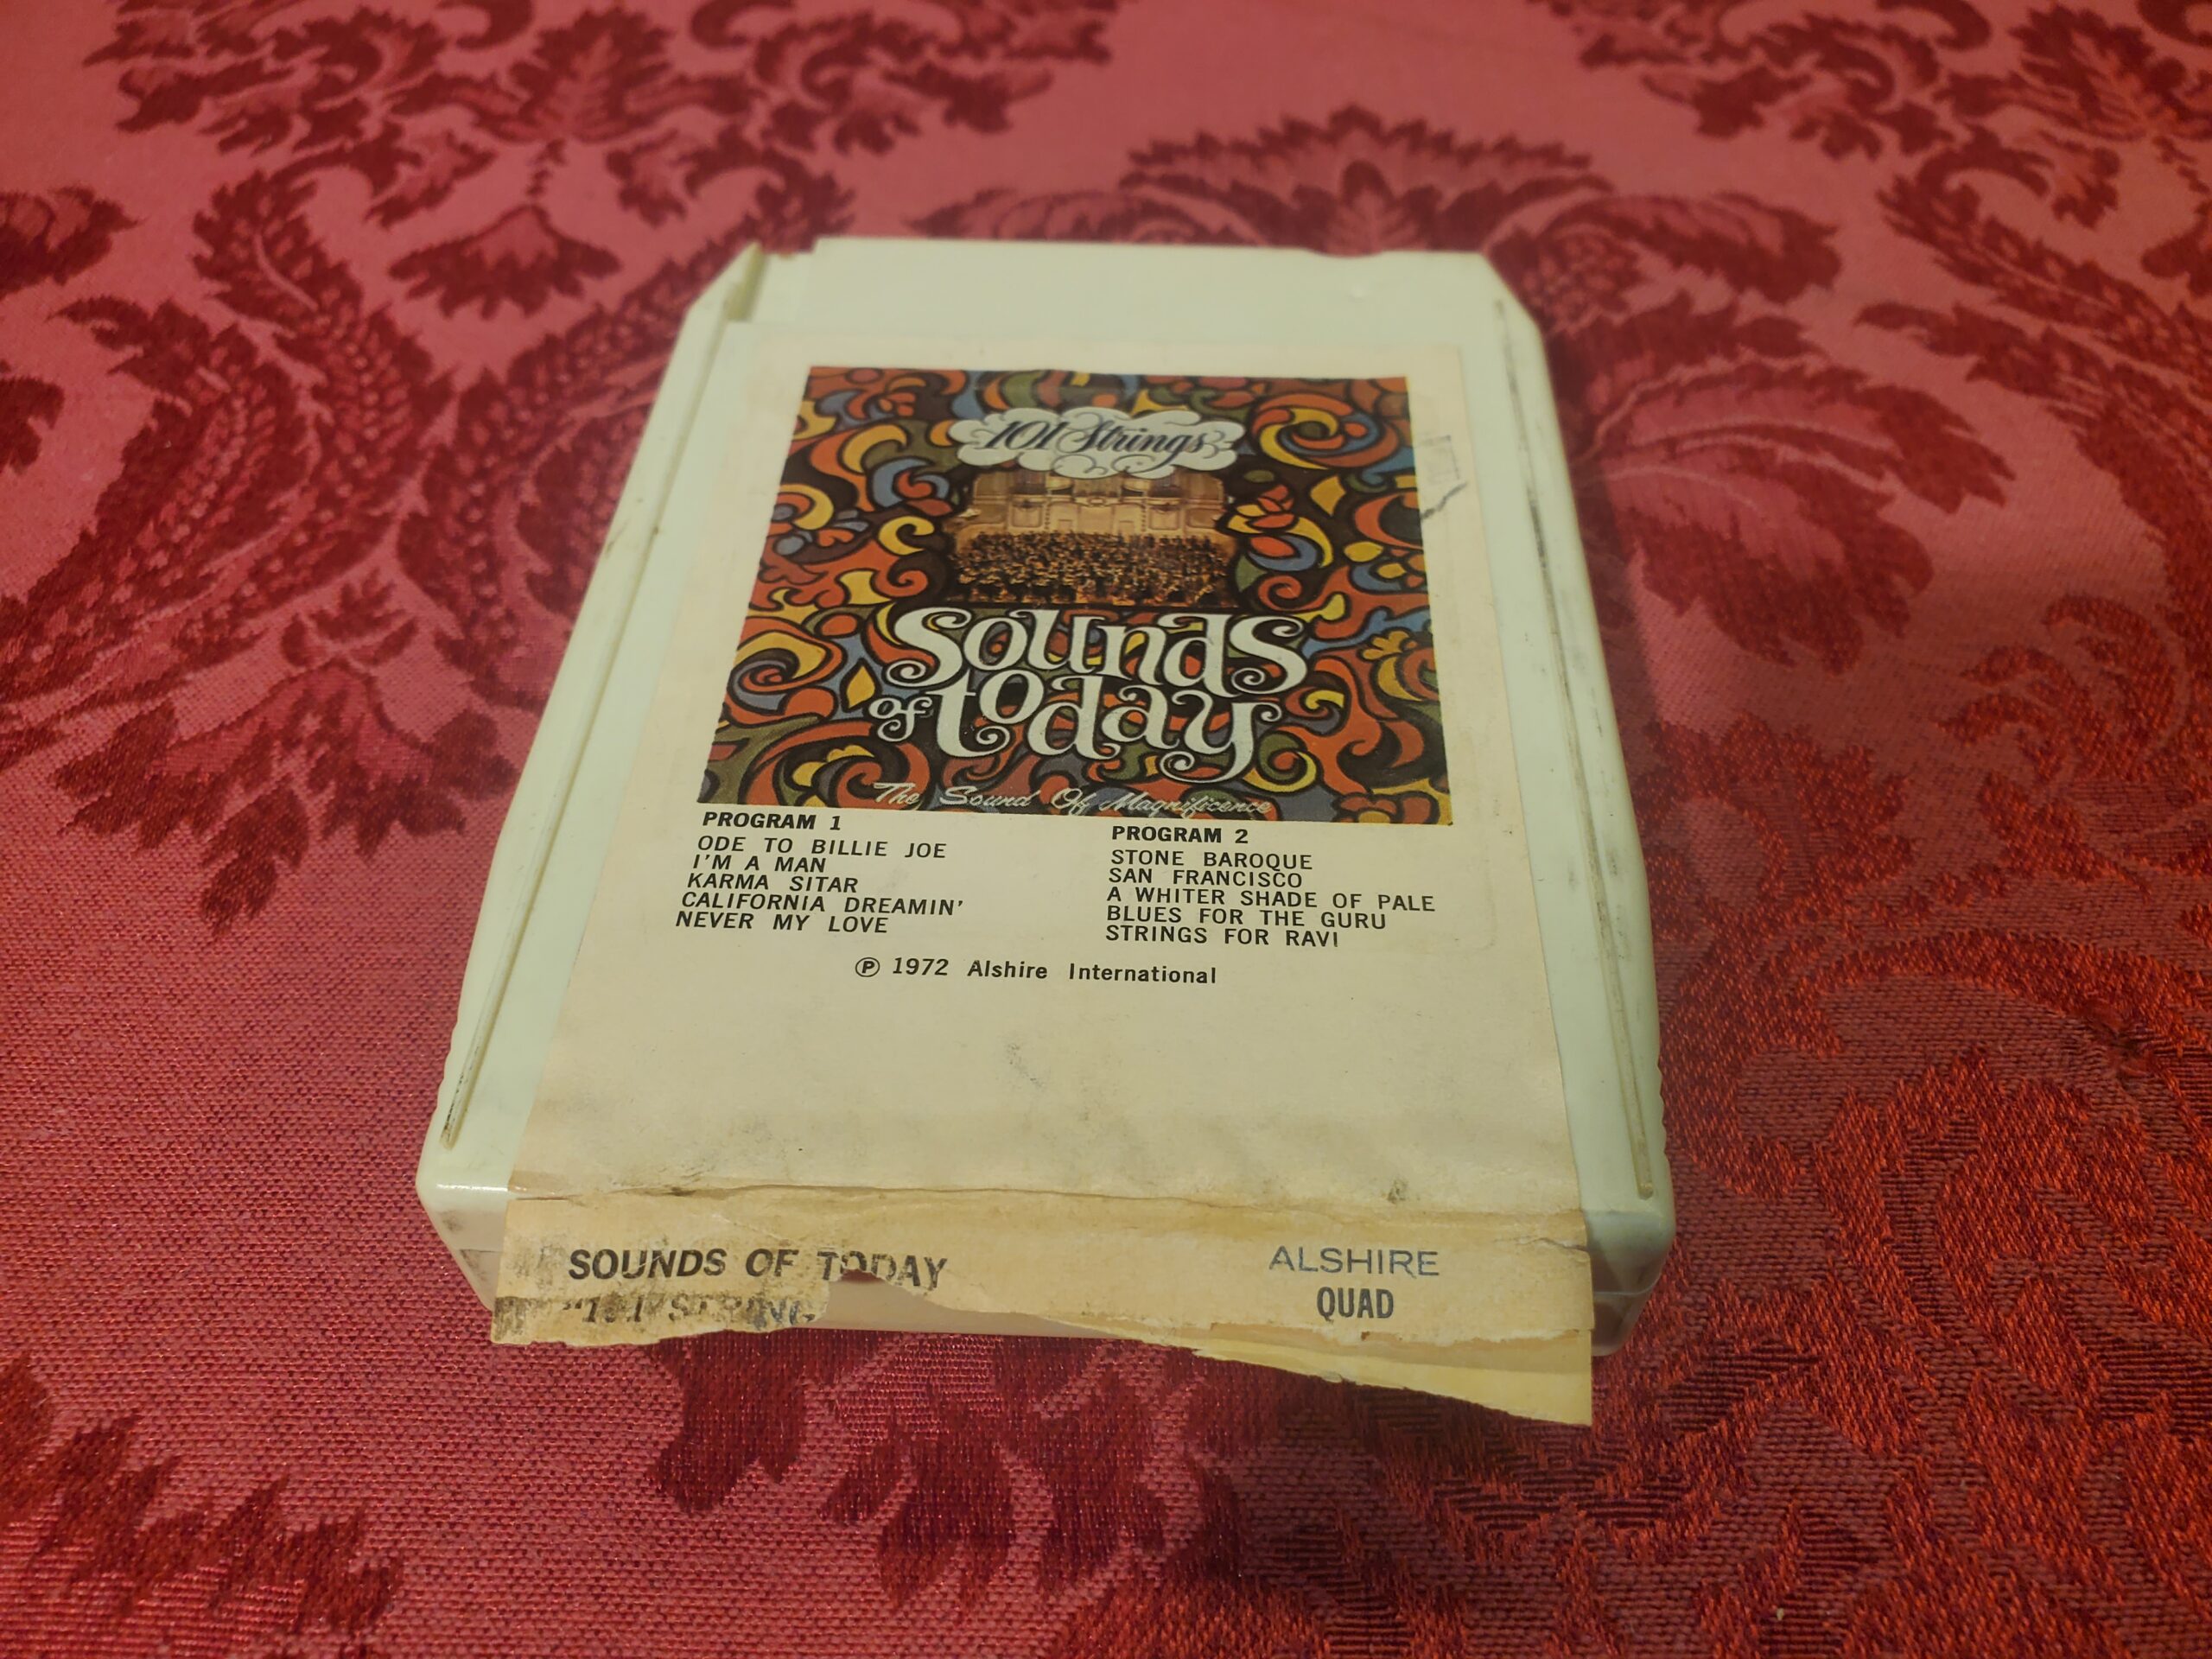 101 Strings
Sounds
of today
The Sound Of Magnificence
PROGRAM 1
ODE TO BILLIE JOE
I'M A MAN
KARMA SITAR
CALIFORNIA DREAMIN'
NEVER MY LOVE
PROGRAM 2
STONE BAROQUE
SAN FRANCISCO
A WHITER SHADE OF PALE
BLUES FOR THE GURU
STRINGS FOR RAVI
℗ 1972 Alshire International
SOUNDS OF TODAY
"101 STRING
ALSHIRE
QUAD